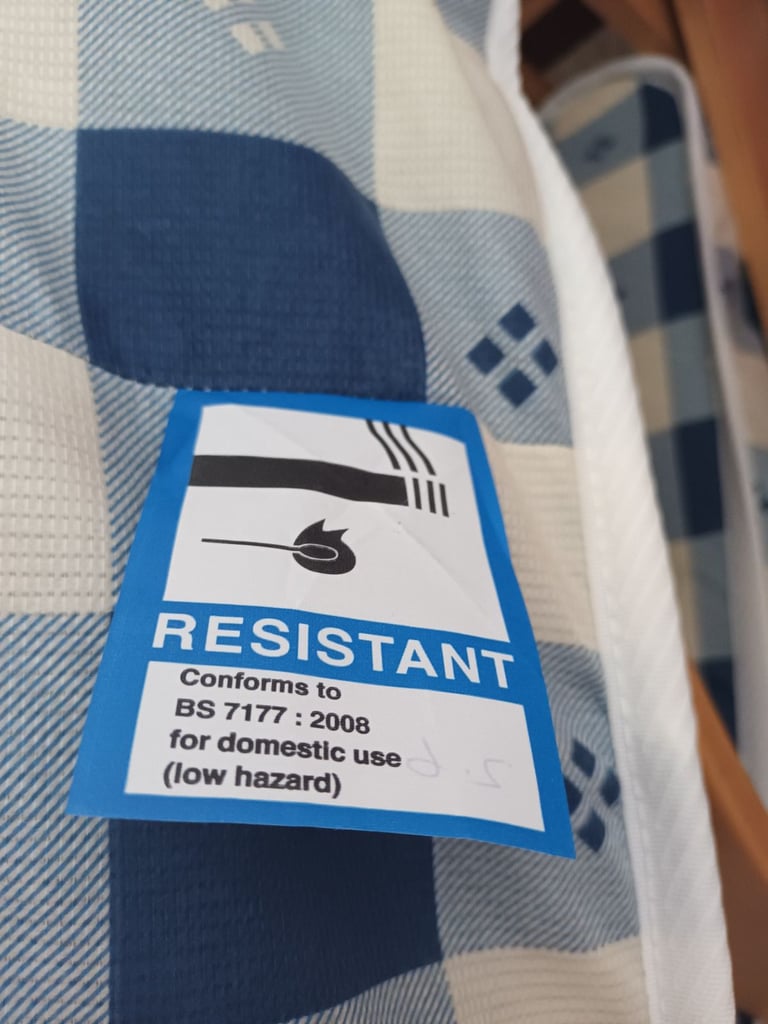 RESISTANT
Conforms to
BS 7177 : 2008
for domestic use
(low hazard)